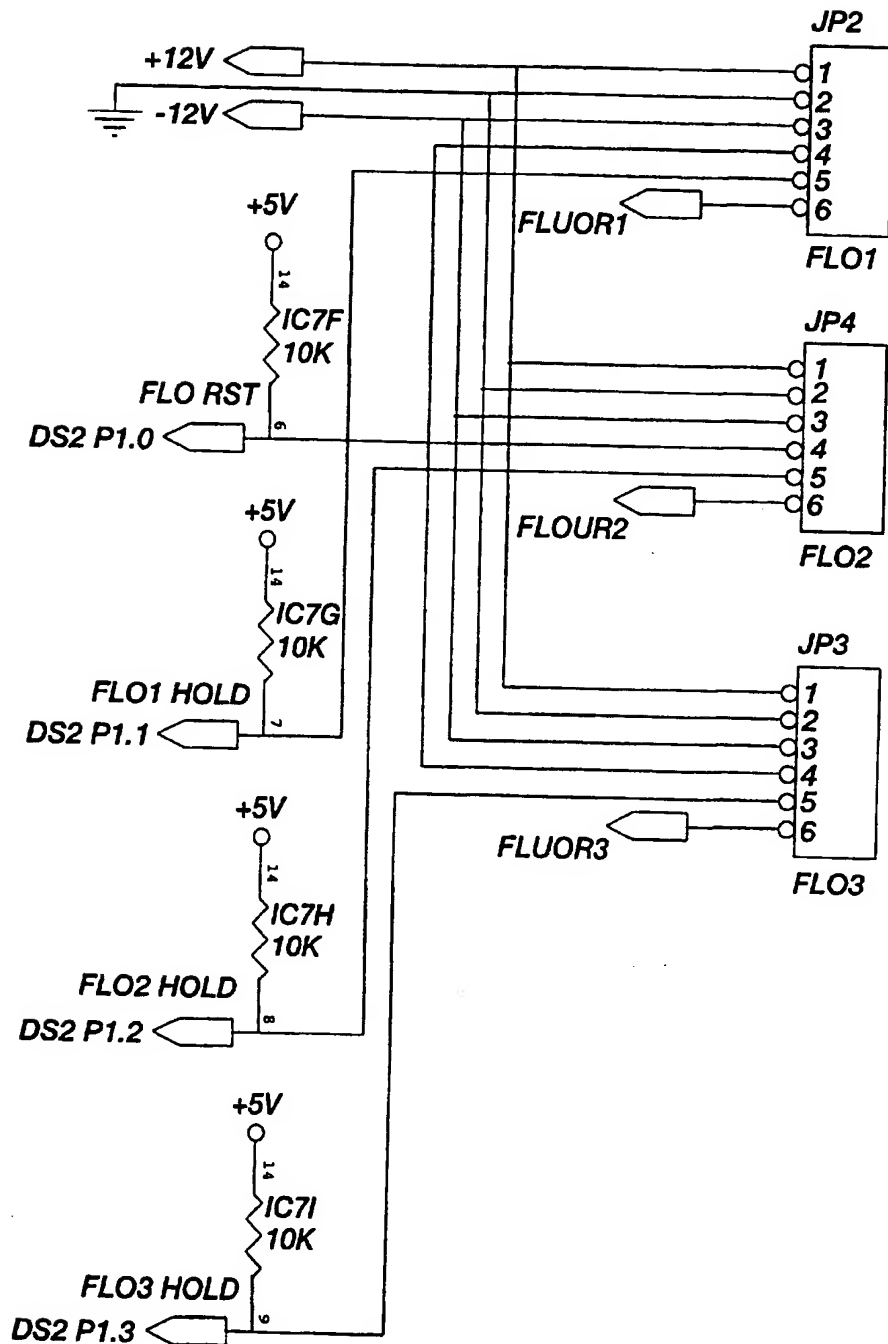 JP2
+12V
1
2
-12V
3
4
5
6
FLUOR1
FLO1
+5V
14
IC7F
10K
FLO RST
6
DS2 P1.0
JP4
1
2
3
4
5
6
FLOUR2
FLO2
+5V
14
IC7G
10K
FLO1 HOLD
7
DS2 P1.1
JP3
1
2
3
4
5
6
FLUOR3
FLO3
+5V
14
IC7H
10K
FLO2 HOLD
8
DS2 P1.2
+5V
14
IC7I
10K
FLO3 HOLD
9
DS2 P1.3